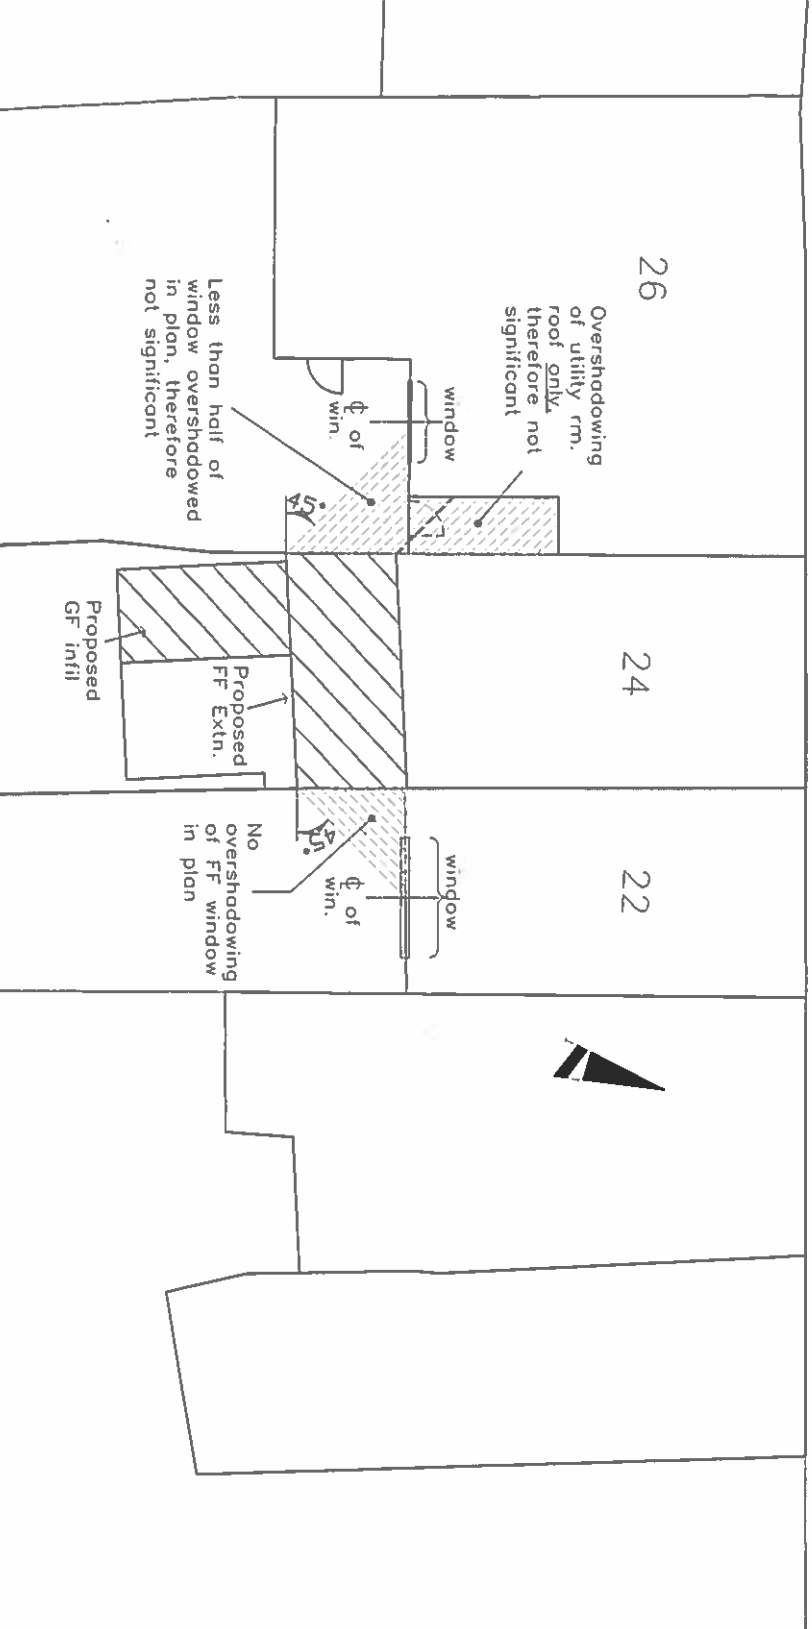 26
Overshadowing
of utility rm.
roof only,
therefore not
significant
window
℄ of
win.
Less than half of
window overshadowed
in plan, therefore
not significant
45°
24
Proposed
FF Extn.
Proposed
GF infil
22
window
℄ of
win.
45°
No
overshadowing
of FF window
in plan